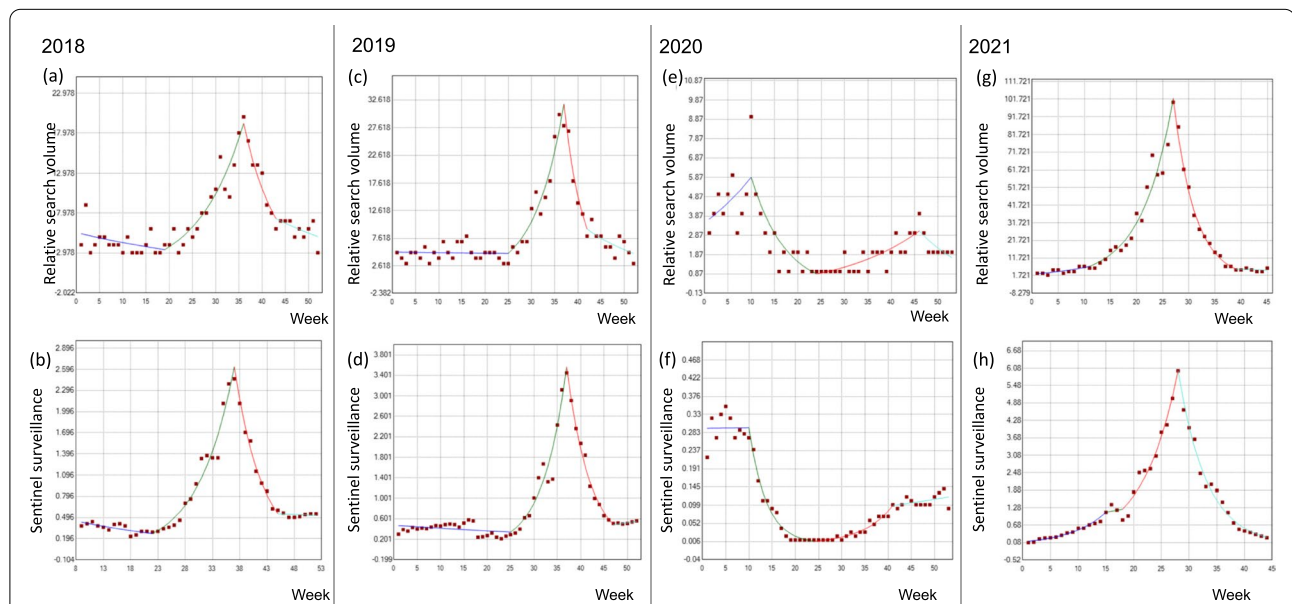 2018
(a)
Relative search volume
22.978
17.978
12.978
7.978
2.978
-2.022
0 5 10 15 20 25 30 35 40 45 50
Week
(b)
Sentinel surveillance
2.896
2.596
2.296
1.996
1.696
1.396
1.096
0.796
0.496
0.196
-0.104
8 13 18 23 28 33 38 43 48 53
Week
2019
(c)
Relative search volume
32.618
27.618
22.618
17.618
12.618
7.618
2.618
-2.382
0 5 10 15 20 25 30 35 40 45 50
Week
(d)
Sentinel surveillance
3.801
3.401
3.001
2.601
2.201
1.801
1.401
1.001
0.601
0.201
-0.199
0 5 10 15 20 25 30 35 40 45 50
Week
2020
(e)
Relative search volume
10.87
9.87
8.87
7.87
6.87
5.87
4.87
3.87
2.87
1.87
0.87
-0.13
0 5 10 15 20 25 30 35 40 45 50
Week
(f)
Sentinel surveillance
0.468
0.422
0.376
0.33
0.283
0.237
0.191
0.145
0.099
0.052
0.006
-0.04
0 5 10 15 20 25 30 35 40 45 50
Week
2021
(g)
Relative search volume
111.721
101.721
91.721
81.721
71.721
61.721
51.721
41.721
31.721
21.721
11.721
1.721
-8.279
0 5 10 15 20 25 30 35 40 45
Week
(h)
Sentinel surveillance
6.68
6.08
5.48
4.88
4.28
3.68
3.08
2.48
1.88
1.28
0.68
0.08
-0.52
0 5 10 15 20 25 30 35 40 45
Week